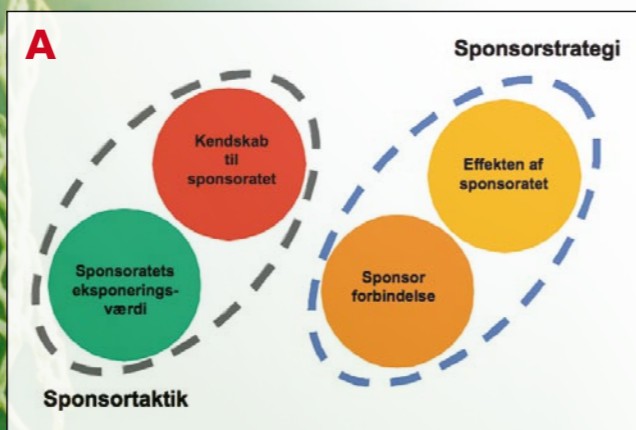 A
Sponsorstrategi
Kendskab
til
sponsoratet
Effekten af
sponsoratet
Sponsoratets
eksponerings-
værdi
Sponsor
forbindelse
Sponsortaktik